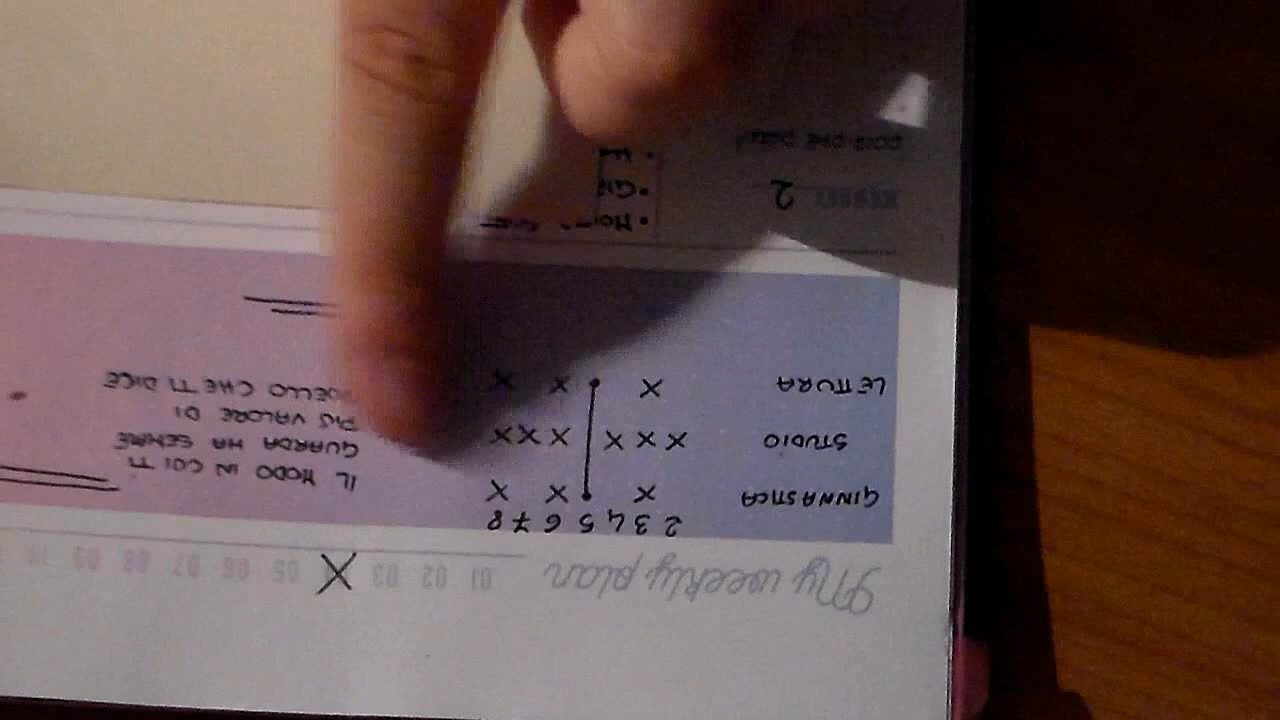 My weekly plan 01 02 03 X 05 06 07 08 09 10
2 3 4 5 6 7 8
GINNASTICA X X X
STUDIO X X X X X X
LETTURA X X X
IL MODO IN CUI TI
GUARDA HA SEMPRE
PIÙ VALORE DI
QUELLO CHE TI DICE
2